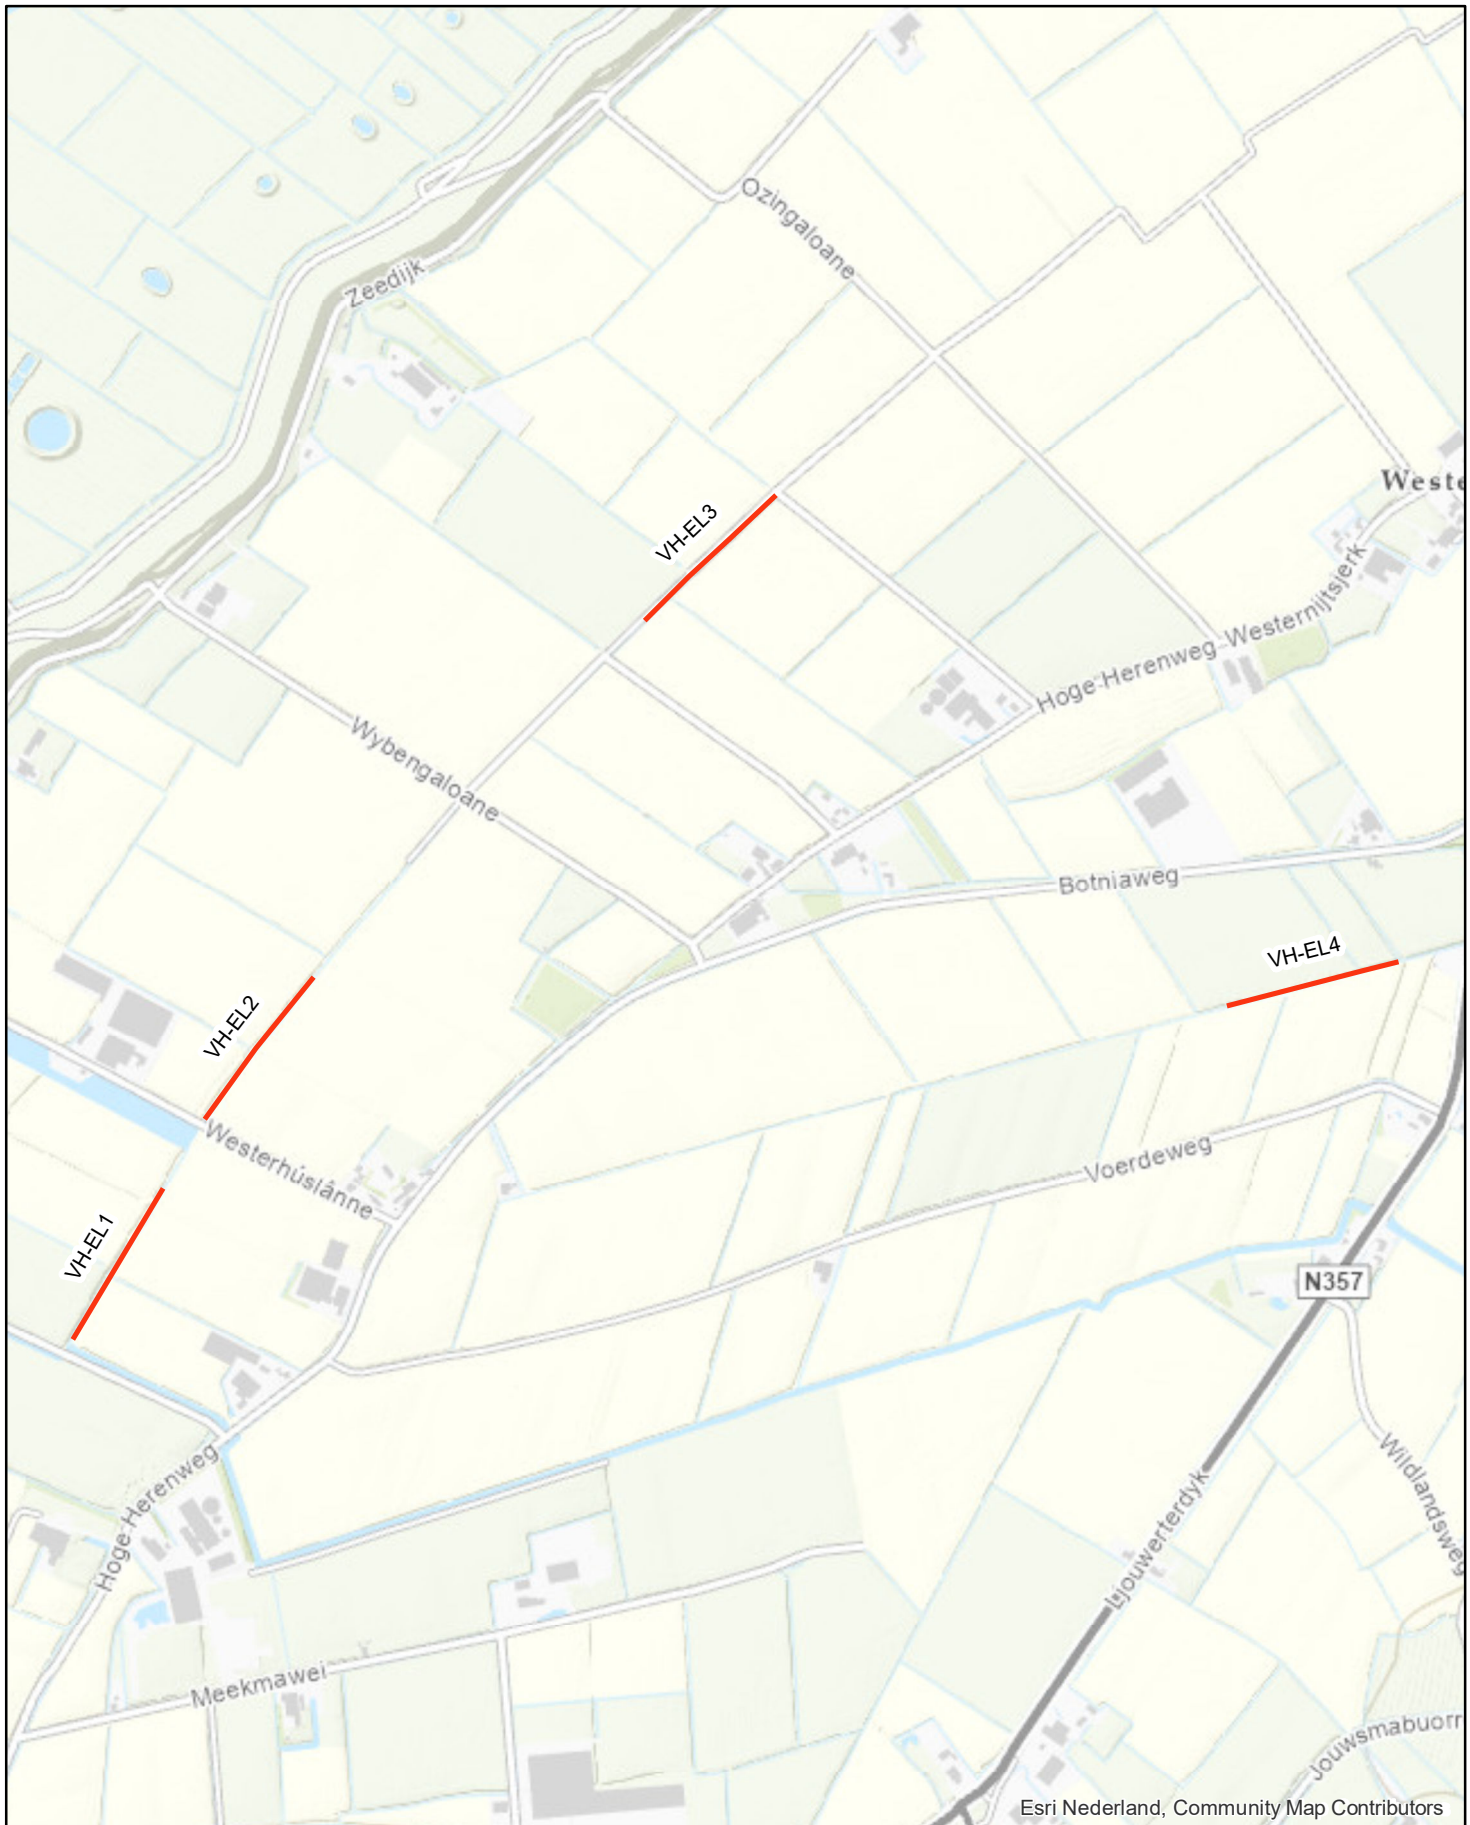 Ozingaloane
Zeedijk
Weste
VH-EL3
Hoge Herenweg
Westernijtsjerk
Wybengaloane
Botniaweg
VH-EL4
VH-EL2
Westerhúslânne
Voerdeweg
VH-EL1
N357
Hoge Herenweg
Wildlandsweg
Ljouwerterdyk
Meekmawei
Jouwsmabuorr
Esri Nederland, Community Map Contributors